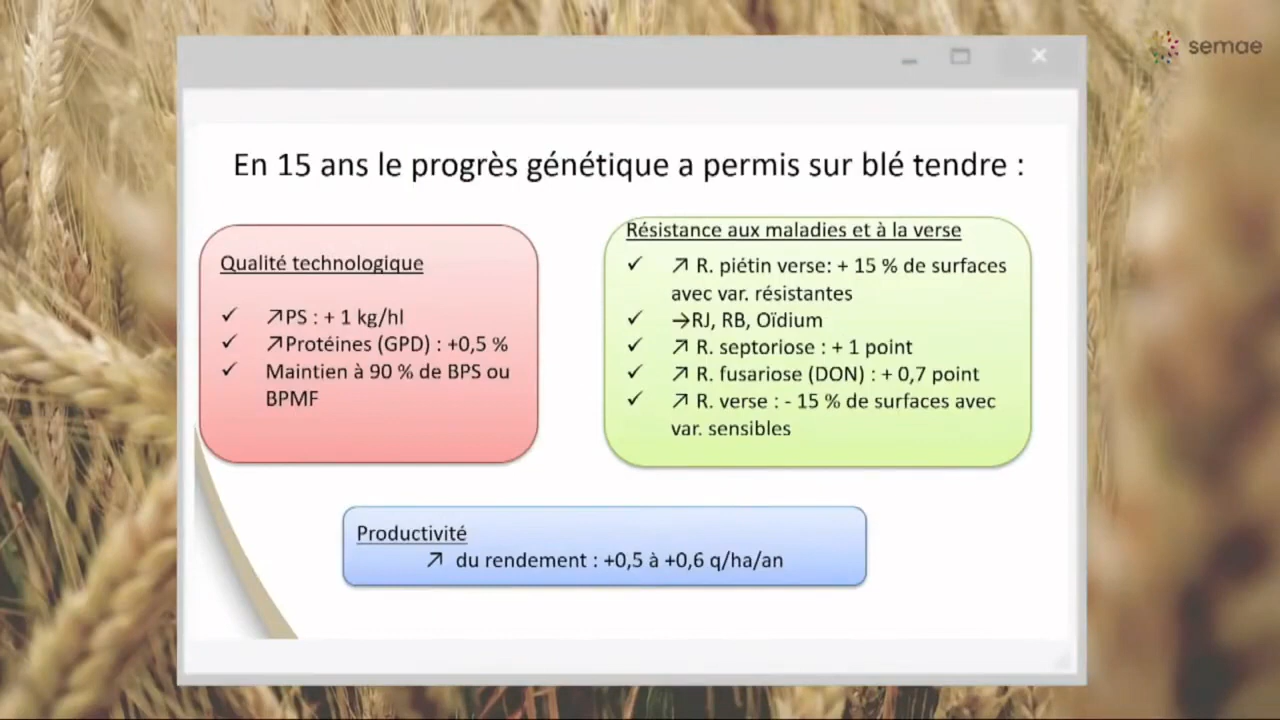 semae
En 15 ans le progrès génétique a permis sur blé tendre :
Qualité technologique
✓ ↗PS : + 1 kg/hl
✓ ↗Protéines (GPD) : +0,5 %
✓ Maintien à 90 % de BPS ou
BPMF
Résistance aux maladies et à la verse
✓ ↗ R. piétin verse: + 15 % de surfaces
avec var. résistantes
✓ →RJ, RB, Oïdium
✓ ↗ R. septoriose : + 1 point
✓ ↗ R. fusariose (DON) : + 0,7 point
✓ ↗ R. verse : - 15 % de surfaces avec
var. sensibles
Productivité
↗ du rendement : +0,5 à +0,6 q/ha/an